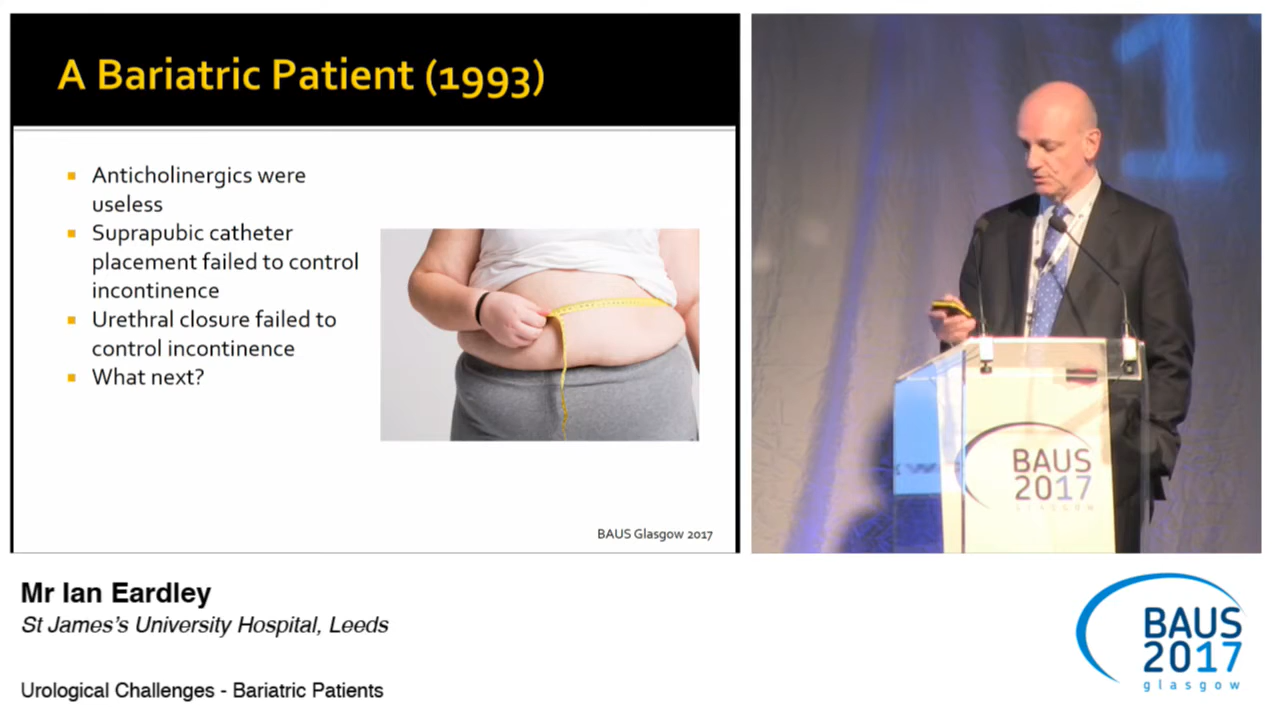 A Bariatric Patient (1993)
Anticholinergics were
useless
Suprapubic catheter
placement failed to control
incontinence
Urethral closure failed to
control incontinence
What next?
BAUS Glasgow 2017
BAUS
2017
GLASGOW
Mr Ian Eardley
St James's University Hospital, Leeds
Urological Challenges - Bariatric Patients
BAUS
2017
glasgow